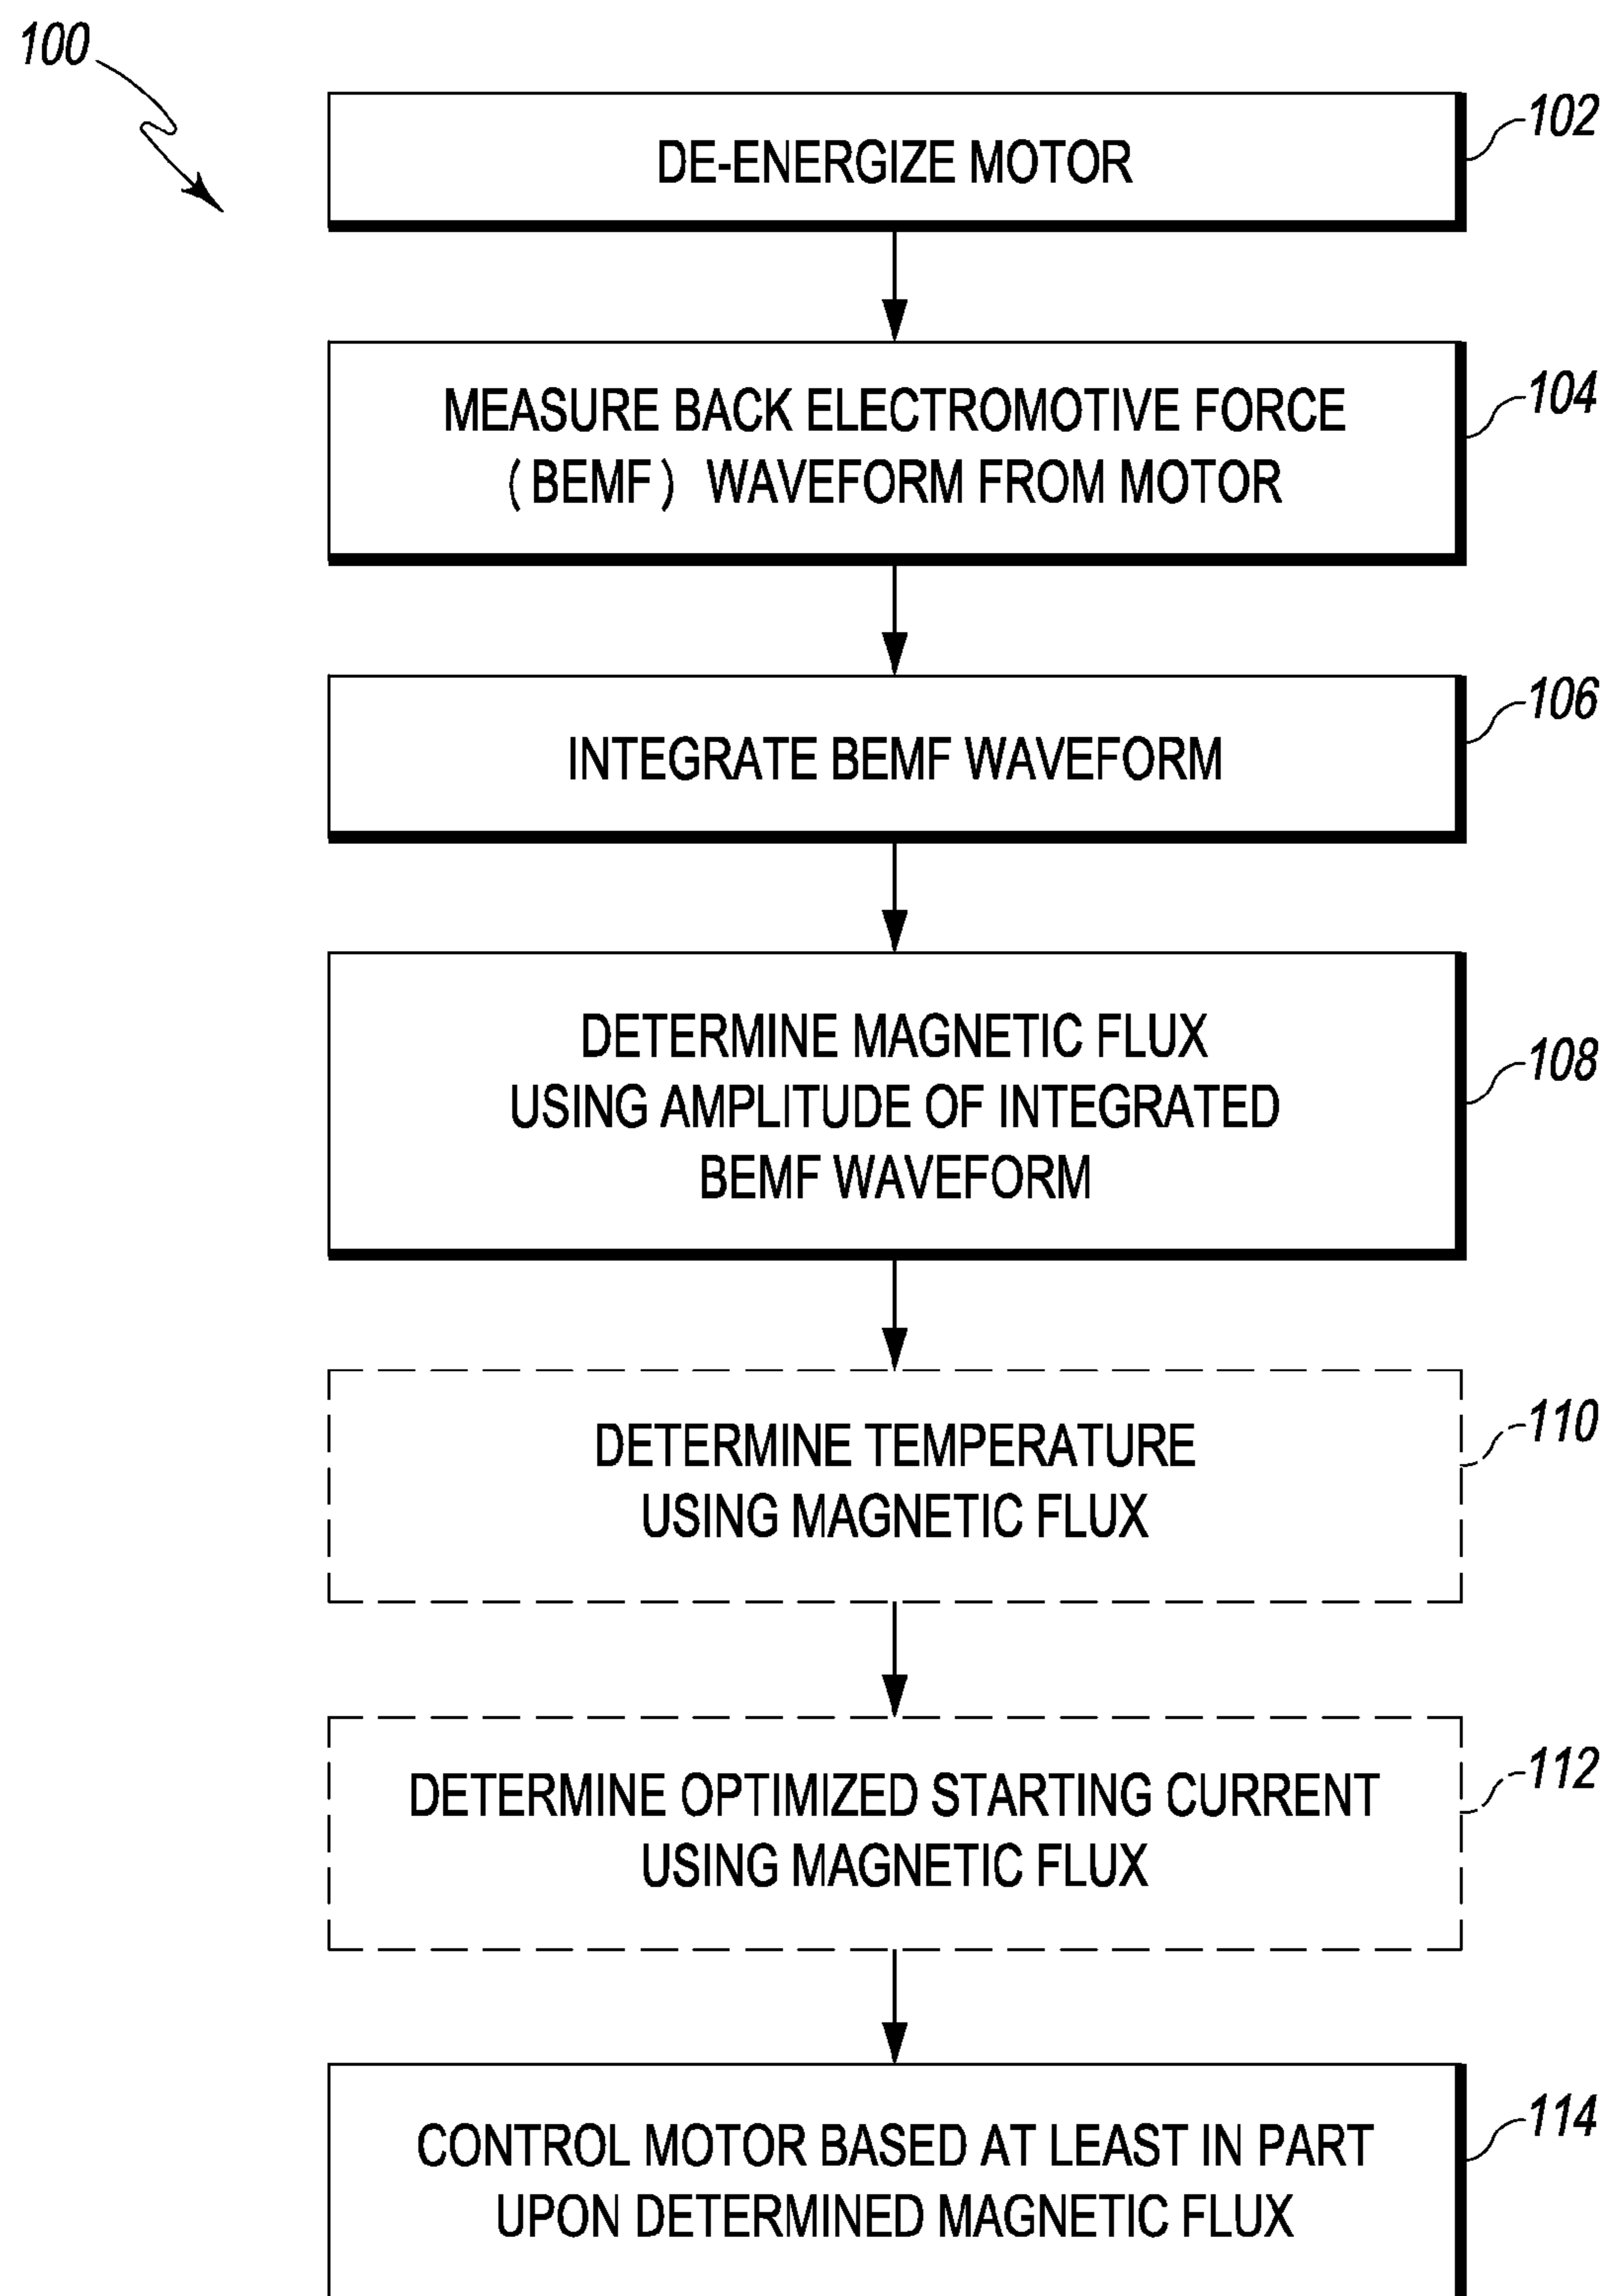 100
102
DE-ENERGIZE MOTOR
104
MEASURE BACK ELECTROMOTIVE FORCE
(BEMF) WAVEFORM FROM MOTOR
106
INTEGRATE BEMF WAVEFORM
108
DETERMINE MAGNETIC FLUX
USING AMPLITUDE OF INTEGRATED
BEMF WAVEFORM
110
DETERMINE TEMPERATURE
USING MAGNETIC FLUX
112
DETERMINE OPTIMIZED STARTING CURRENT
USING MAGNETIC FLUX
114
CONTROL MOTOR BASED AT LEAST IN PART
UPON DETERMINED MAGNETIC FLUX